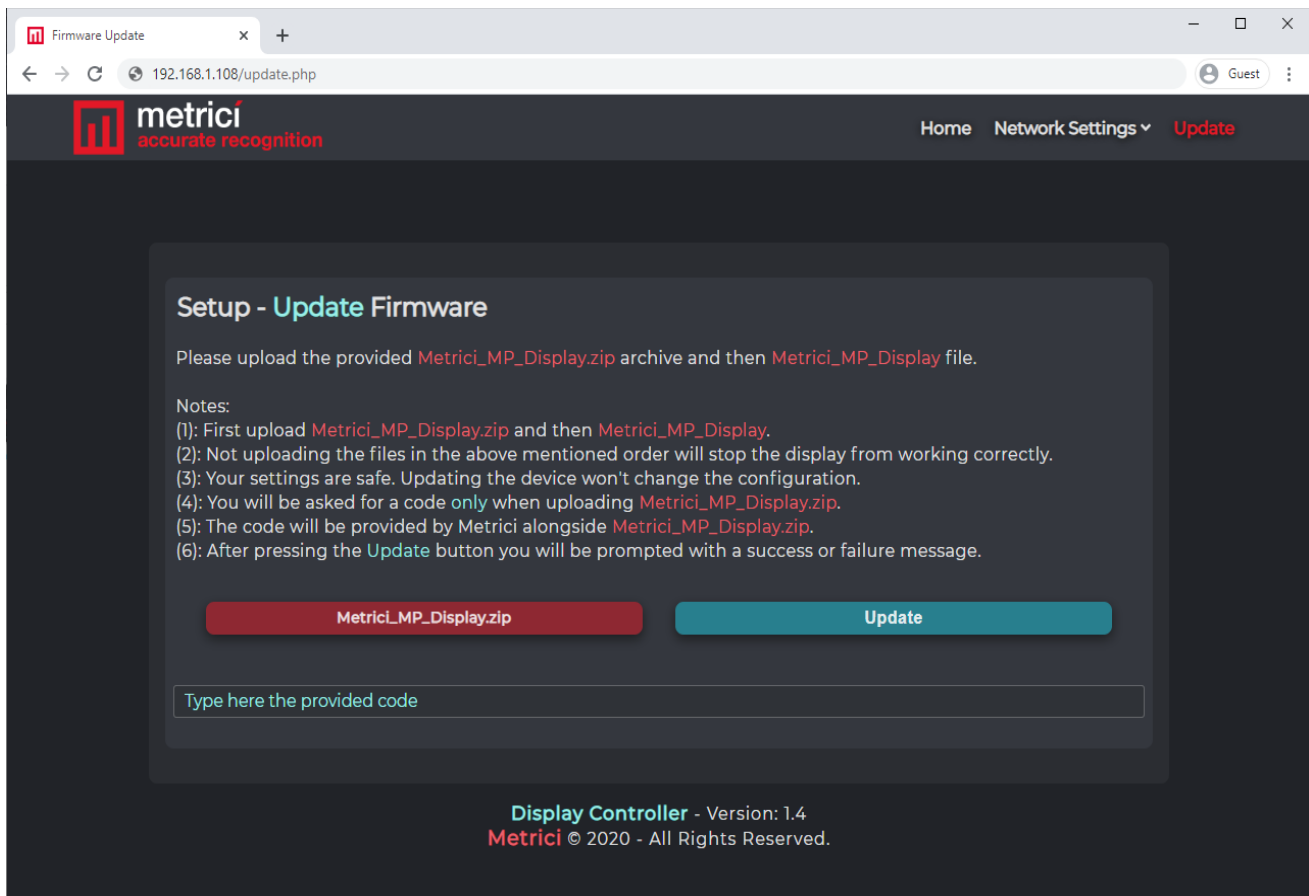 Firmware Update
192.168.1.108/update.php
Guest
metrici
accurate recognition
Home Network Settings Update
Setup - Update Firmware
Please upload the provided Metrici_MP_Display.zip archive and then Metrici_MP_Display file.
Notes:
(1): First upload Metrici_MP_Display.zip and then Metrici_MP_Display.
(2): Not uploading the files in the above mentioned order will stop the display from working correctly.
(3): Your settings are safe. Updating the device won't change the configuration.
(4): You will be asked for a code only when uploading Metrici_MP_Display.zip.
(5): The code will be provided by Metrici alongside Metrici_MP_Display.zip.
(6): After pressing the Update button you will be prompted with a success or failure message.
Metrici_MP_Display.zip Update
Type here the provided code
Display Controller - Version: 1.4
Metrici © 2020 - All Rights Reserved.